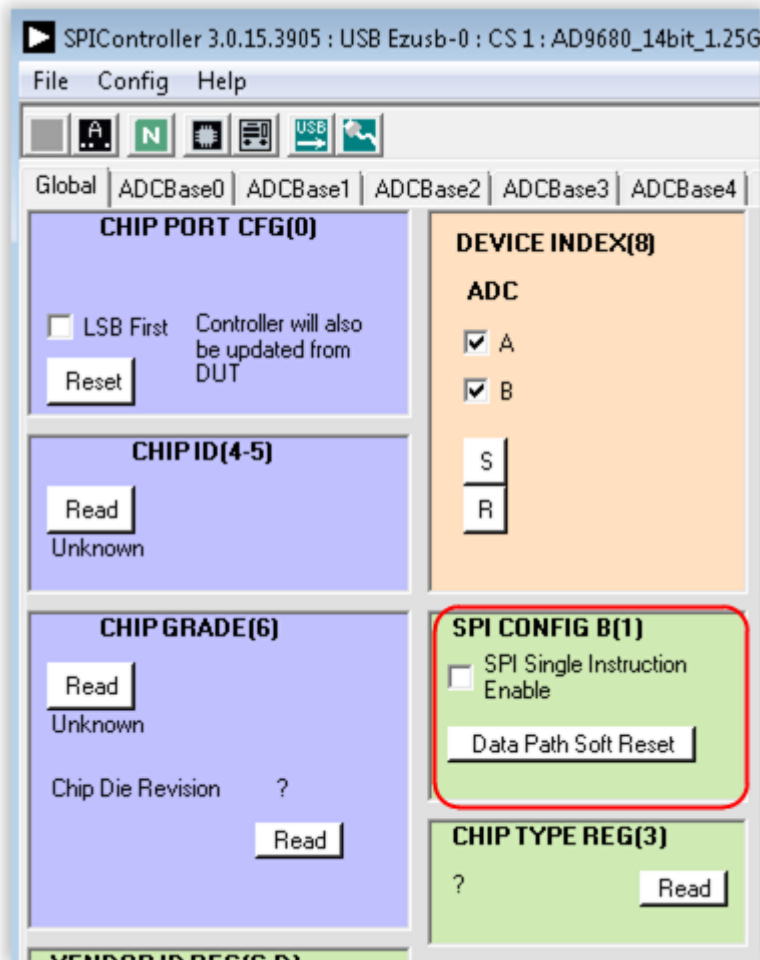 SPIController 3.0.15.3905 : USB Ezusb-0 : CS 1 : AD9680_14bit_1.25G
File Config Help
A
N
USB
Global ADCBase0 ADCBase1 ADCBase2 ADCBase3 ADCBase4
CHIP PORT CFG(0)
LSB First
Controller will also
be updated from
DUT
Reset
DEVICE INDEX(8)
ADC
A
B
S
R
CHIP ID(4-5)
Read
Unknown
CHIP GRADE(6)
Read
Unknown
Chip Die Revision ?
Read
SPI CONFIG B(1)
SPI Single Instruction
Enable
Data Path Soft Reset
CHIP TYPE REG(3)
? Read
VENDOR ID REG(C-D)